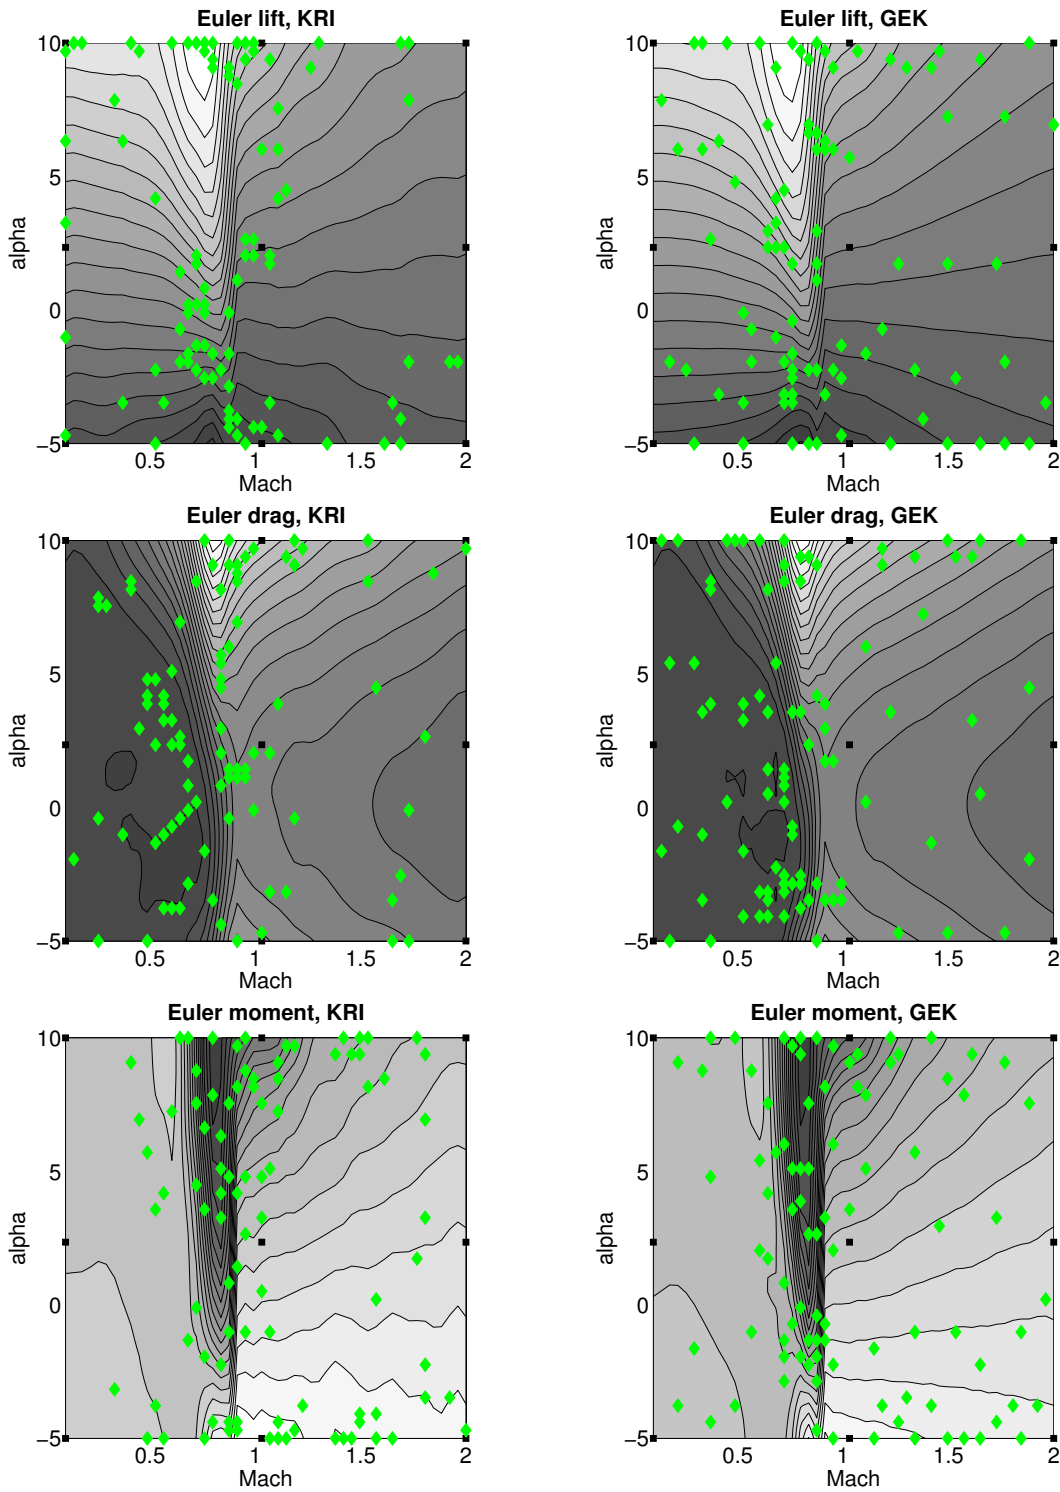 Euler lift, KRI
10
5
0
−5
0.5
1
1.5
2
Mach
alpha
Euler lift, GEK
10
5
0
−5
0.5
1
1.5
2
Mach
alpha
Euler drag, KRI
10
5
0
−5
0.5
1
1.5
2
Mach
alpha
Euler drag, GEK
10
5
0
−5
0.5
1
1.5
2
Mach
alpha
Euler moment, KRI
10
5
0
−5
0.5
1
1.5
2
Mach
alpha
Euler moment, GEK
10
5
0
−5
0.5
1
1.5
2
Mach
alpha